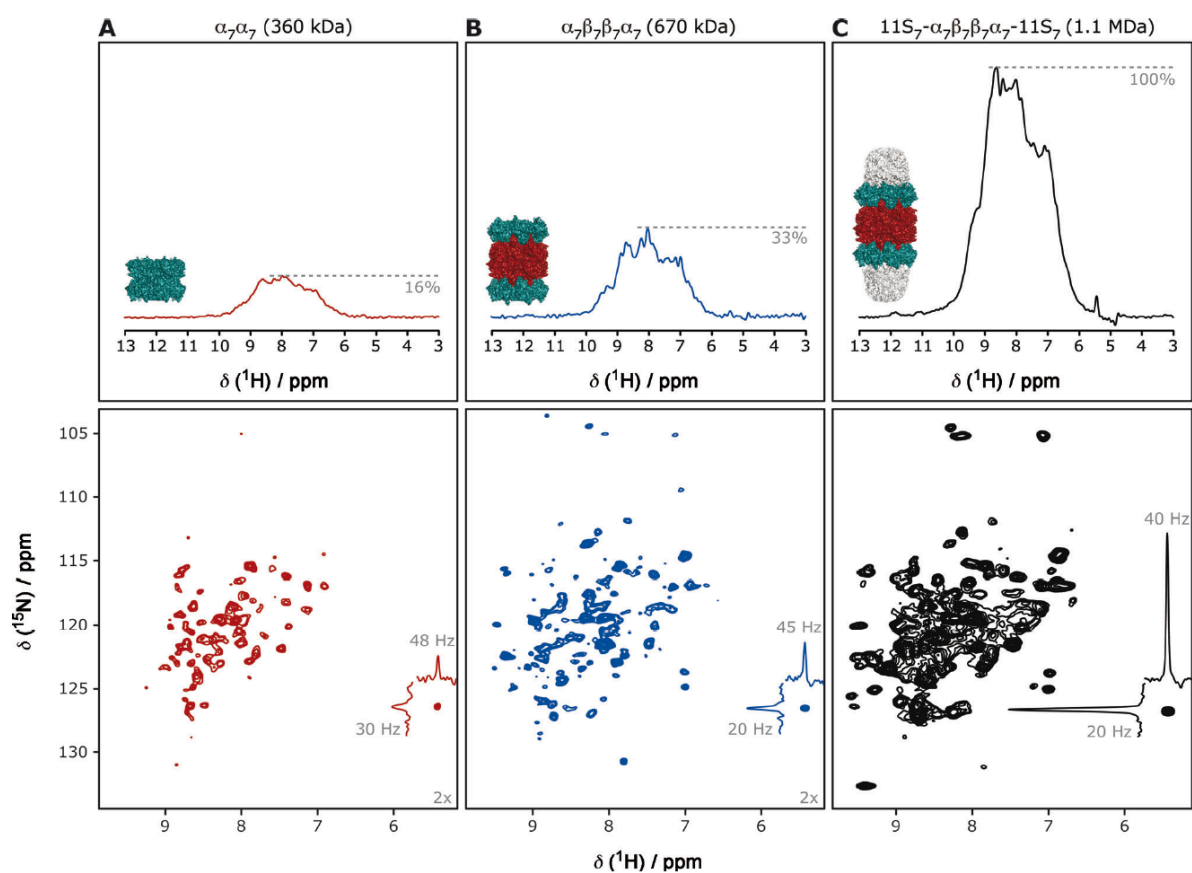 A α₇α₇ (360 kDa)
B α₇β₇β₇α₇ (670 kDa)
C 11S₇-α₇β₇β₇α₇-11S₇ (1.1 MDa)
16%
33%
100%
13 12 11 10 9 8 7 6 5 4 3
13 12 11 10 9 8 7 6 5 4 3
13 12 11 10 9 8 7 6 5 4 3
δ (¹H) / ppm
δ (¹H) / ppm
δ (¹H) / ppm
δ (¹⁵N) / ppm
105
110
115
120
125
130
48 Hz
30 Hz
2x
45 Hz
20 Hz
2x
40 Hz
20 Hz
9 8 7 6
9 8 7 6
9 8 7 6
δ (¹H) / ppm